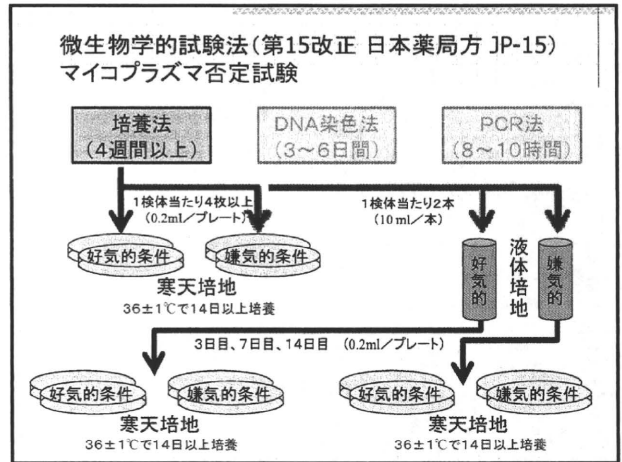 微生物学的試験法(第15改正 日本薬局方 JP-15)
マイコプラズマ否定試験
培養法
(4週間以上)
DNA染色法
(3～6日間)
PCR法
(8～10時間)
1検体当たり4枚以上
(0.2ml／プレート)
1検体当たり2本
(10ml／本)
好気的条件
嫌気的条件
寒天培地
36±1℃で14日以上培養
好気的
液体培地
嫌気的
3日目、7日目、14日目 (0.2ml／プレート)
好気的条件
嫌気的条件
寒天培地
36±1℃で14日以上培養
好気的条件
嫌気的条件
寒天培地
36±1℃で14日以上培養